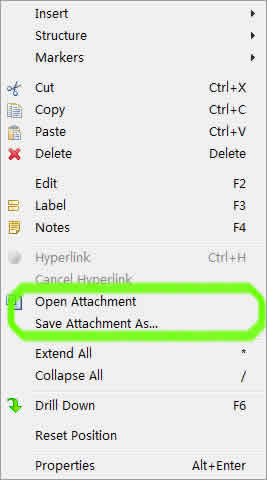 Insert
Structure
Markers
Cut Ctrl+X
Copy Ctrl+C
Paste Ctrl+V
Delete Delete
Edit F2
Label F3
Notes F4
Hyperlink Ctrl+H
Cancel Hyperlink
Open Attachment
Save Attachment As...
Extend All *
Collapse All /
Drill Down F6
Reset Position
Properties Alt+Enter